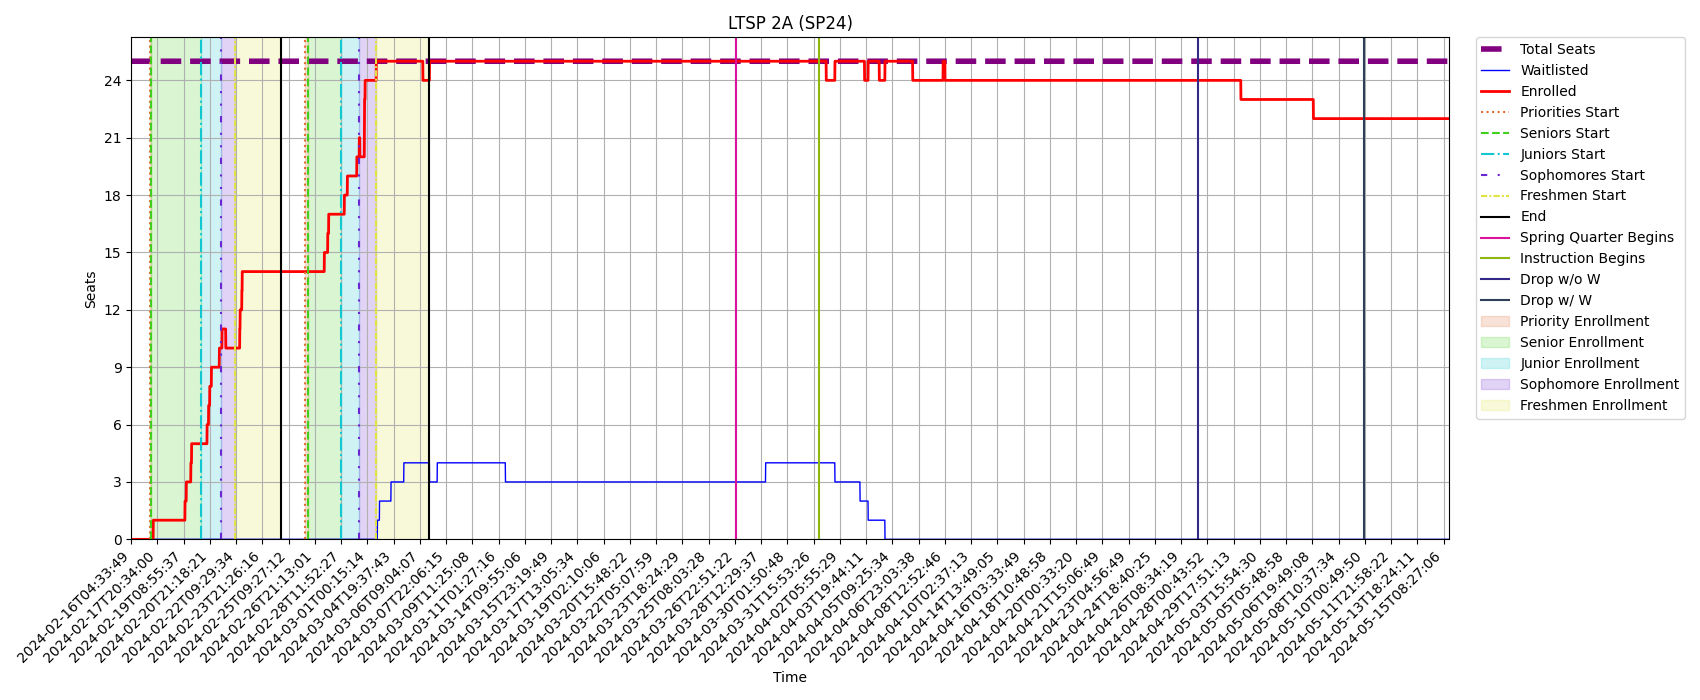 LTSP 2A (SP24)
Seats
24
21
18
15
12
9
6
3
0
2024-02-16T04:33:49
2024-02-17T20:34:00
2024-02-19T08:55:37
2024-02-20T21:18:21
2024-02-22T09:29:34
2024-02-23T21:26:16
2024-02-25T09:27:12
2024-02-26T21:13:01
2024-02-28T11:52:27
2024-03-01T00:15:14
2024-03-04T19:37:43
2024-03-06T09:04:07
2024-03-07T22:06:15
2024-03-11T01:27:16
2024-03-14T09:55:06
2024-03-15T23:19:49
2024-03-17T13:05:34
2024-03-19T02:10:06
2024-03-20T15:48:22
2024-03-22T05:07:59
2024-03-23T18:24:29
2024-03-25T08:03:28
2024-03-26T22:51:22
2024-03-28T12:29:37
2024-03-30T01:50:48
2024-03-31T15:53:26
2024-04-02T05:55:29
2024-04-03T19:44:11
2024-04-05T09:25:34
2024-04-06T23:03:38
2024-04-08T12:52:46
2024-04-10T02:37:13
2024-04-14T13:49:05
2024-04-16T03:33:49
2024-04-18T10:48:58
2024-04-20T00:33:20
2024-04-21T15:06:49
2024-04-23T04:56:49
2024-04-24T18:40:25
2024-04-26T08:34:19
2024-04-28T00:43:52
2024-04-29T17:51:13
2024-05-03T15:54:30
2024-05-05T05:48:58
2024-05-06T19:49:08
2024-05-08T10:37:34
2024-05-10T00:49:50
2024-05-11T21:58:22
2024-05-13T18:24:11
2024-05-15T08:27:06
Time
Total Seats
Waitlisted
Enrolled
Priorities Start
Seniors Start
Juniors Start
Sophomores Start
Freshmen Start
End
Spring Quarter Begins
Instruction Begins
Drop w/o W
Drop w/ W
Priority Enrollment
Senior Enrollment
Junior Enrollment
Sophomore Enrollment
Freshmen Enrollment